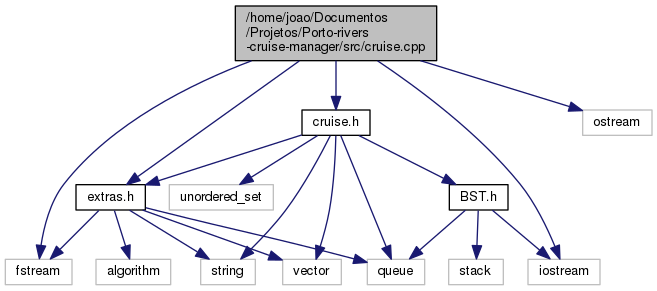 /home/joao/Documentos
/Projetos/Porto-rivers
-cruise-manager/src/cruise.cpp
cruise.h
ostream
extras.h
unordered_set
BST.h
fstream
algorithm
string
vector
queue
stack
iostream